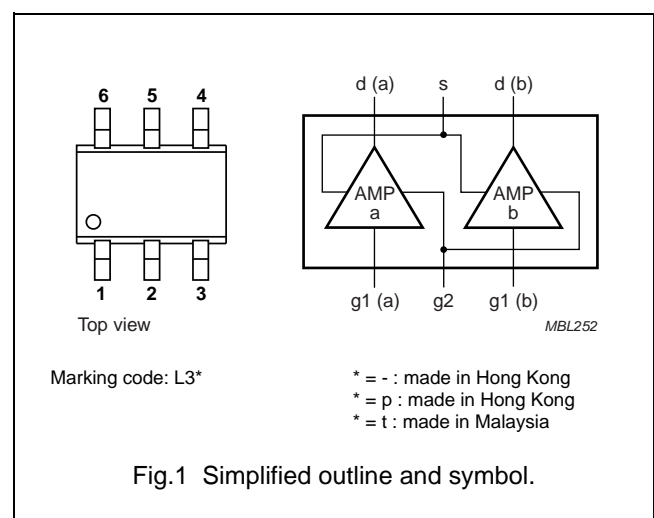 6 5 4
1 2 3
Top view
d (a) s d (b)
AMP a
AMP b
g1 (a) g2 g1 (b)
MBL252
Marking code: L3*
* = - : made in Hong Kong
* = p : made in Hong Kong
* = t : made in Malaysia
Fig.1 Simplified outline and symbol.